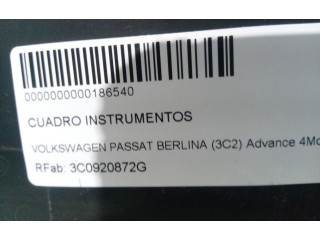 0000000000186540
CUADRO INSTRUMENTOS
VOLKSWAGEN PASSAT BERLINA (3C2) Advance 4Mo
RFab: 3C0920872G